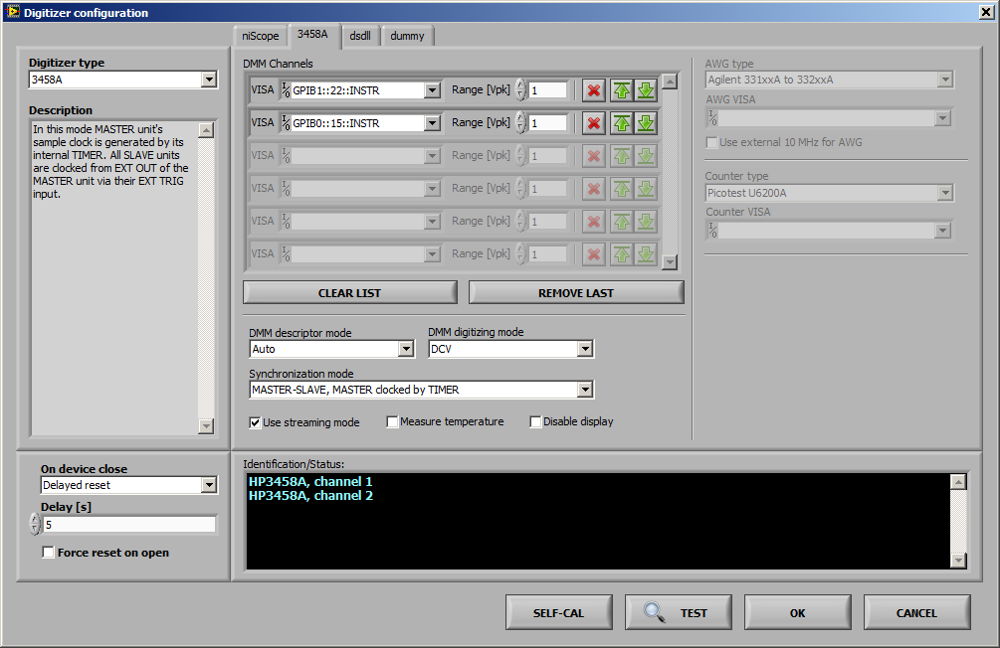 Digitizer configuration
niScope
3458A
dsdll
dummy
Digitizer type
3458A
Description
In this mode MASTER unit's
sample clock is generated by its
internal TIMER. All SLAVE units
are clocked from EXT OUT of the
MASTER unit via their EXT TRIG
input.
DMM Channels
VISA GPIB1::22::INSTR Range [Vpk] 1
VISA GPIB0::15::INSTR Range [Vpk] 1
VISA Range [Vpk] 1
VISA Range [Vpk] 1
VISA Range [Vpk] 1
VISA Range [Vpk] 1
CLEAR LIST
REMOVE LAST
DMM descriptor mode
Auto
DMM digitizing mode
DCV
Synchronization mode
MASTER-SLAVE, MASTER clocked by TIMER
Use streaming mode
Measure temperature
Disable display
AWG type
Agilent 331xxA to 332xxA
AWG VISA
Use external 10 MHz for AWG
Counter type
Picotest U6200A
Counter VISA
On device close
Delayed reset
Delay [s]
5
Force reset on open
Identification/Status:
HP3458A, channel 1
HP3458A, channel 2
SELF-CAL
TEST
OK
CANCEL